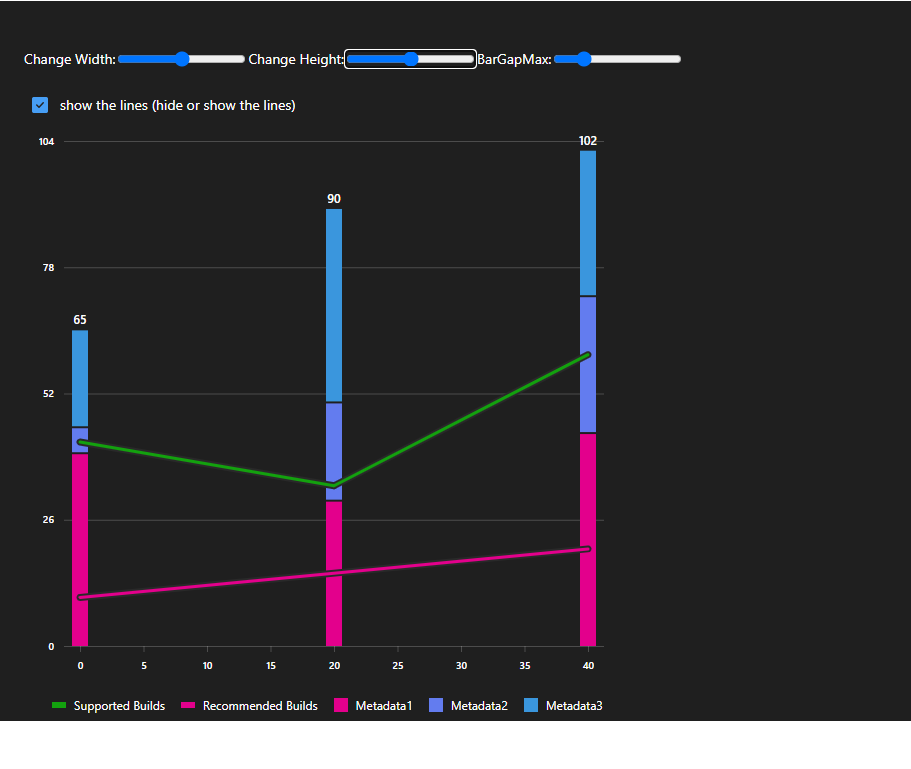 Change Width: Change Height: BarGapMax:
show the lines (hide or show the lines)
104
102
90
78
65
52
26
0
0 5 10 15 20 25 30 35 40
Supported Builds Recommended Builds Metadata1 Metadata2 Metadata3